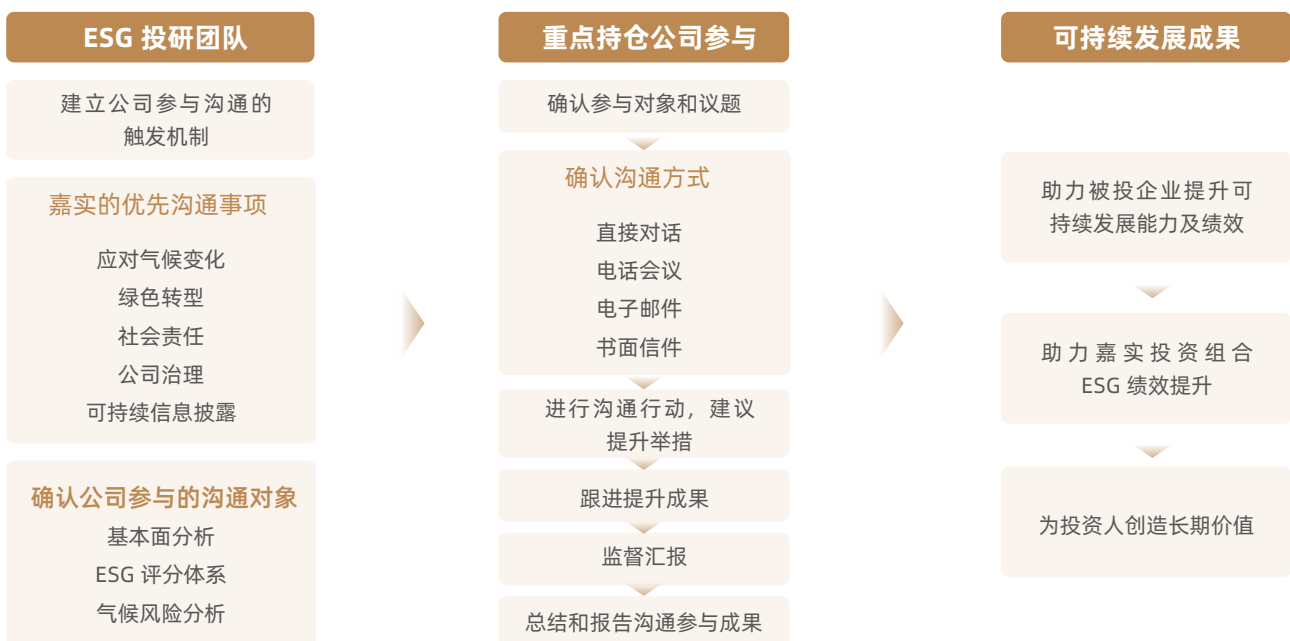 ESG 投研团队
建立公司参与沟通的
触发机制
嘉实的优先沟通事项
应对气候变化
绿色转型
社会责任
公司治理
可持续信息披露
确认公司参与的沟通对象
基本面分析
ESG 评分体系
气候风险分析
重点持仓公司参与
确认参与对象和议题
确认沟通方式
直接对话
电话会议
电子邮件
书面信件
进行沟通行动，建议
提升举措
跟进提升成果
监督汇报
总结和报告沟通参与成果
可持续发展成果
助力被投企业提升可
持续发展能力及绩效
助力嘉实投资组合
ESG 绩效提升
为投资人创造长期价值